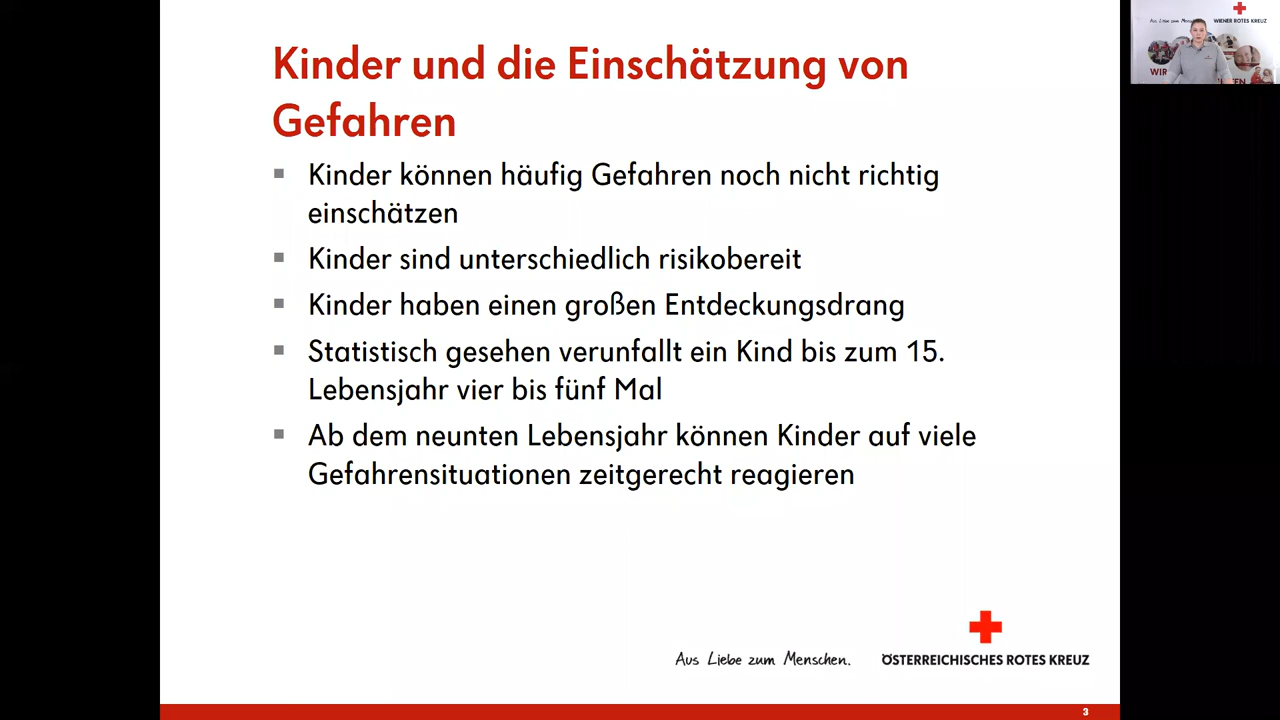 Kinder und die Einschätzung von
Gefahren
Kinder können häufig Gefahren noch nicht richtig
einschätzen
Kinder sind unterschiedlich risikobereit
Kinder haben einen großen Entdeckungsdrang
Statistisch gesehen verunfallt ein Kind bis zum 15.
Lebensjahr vier bis fünf Mal
Ab dem neunten Lebensjahr können Kinder auf viele
Gefahrensituationen zeitgerecht reagieren
Aus Liebe zum Menschen.
ÖSTERREICHISCHES ROTES KREUZ
3
WIENER ROTES KREUZ
WIR